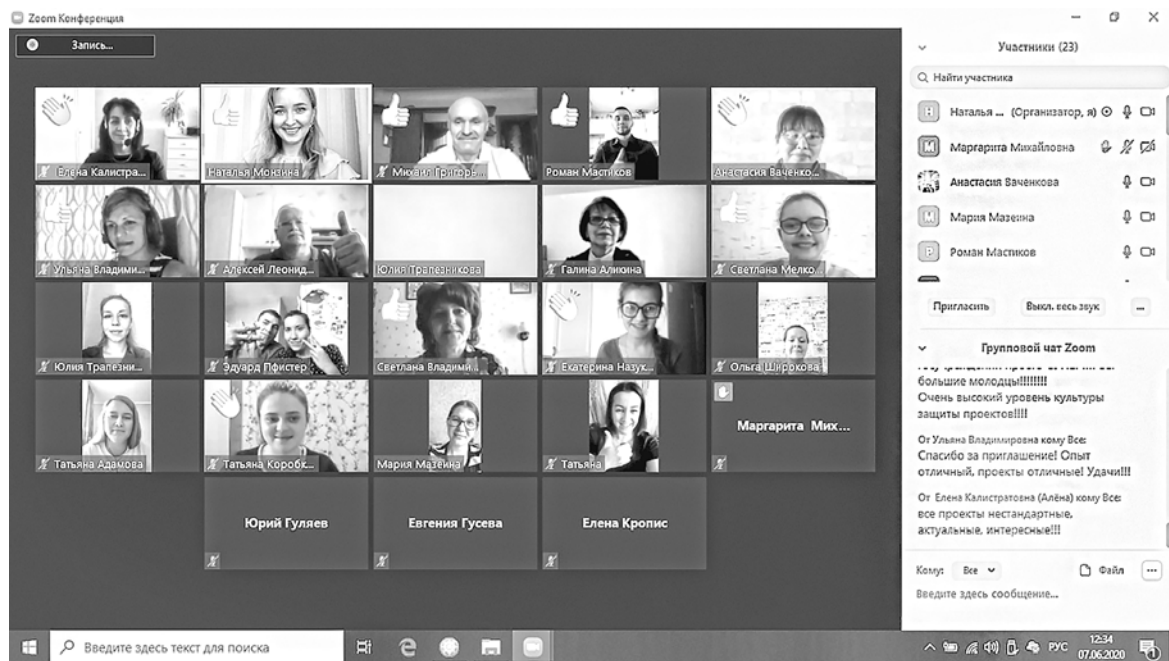 Zoom Конференция
Запись...
Елена Калистра...
Наталья Монзина
Михаил Григорь...
Роман Мастиков
Анастасия Ваченко...
Ульяна Владими...
Алексей Леонид...
Юлия Трапезникова
Галина Аликина
Светлана Мелко...
Юлия Трапезни...
Эдуард Пфистер
Светлана Владими...
Екатерина Назук...
Ольга Широкова
Татьяна Адамова
Татьяна Коробк...
Мария Мазеина
Татьяна
Маргарита Мих...
Юрий Гуляев
Евгения Гусева
Елена Кропис
Участники (23)
Найти участника
Н Наталья ... (Организатор, я)
М Маргарита Михайловна
Анастасия Ваченкова
М Мария Мазеина
Р Роман Мастиков
Пригласить Выкл. весь звук ...
Групповой чат Zoom
большие молодцы!!!!!!!!
Очень высокий уровень культуры
защиты проектов!!!!
От Ульяна Владимировна кому Все:
Спасибо за приглашение! Опыт
отличный, проекты отличные! Удачи!!!
От Елена Калистратовна (Алёна) кому Все:
все проекты нестандартные,
актуальные, интересные!!!
Кому: Все Файл ...
Введите здесь сообщение...
Введите здесь текст для поиска
РУС
12:34
07.06.2020
1